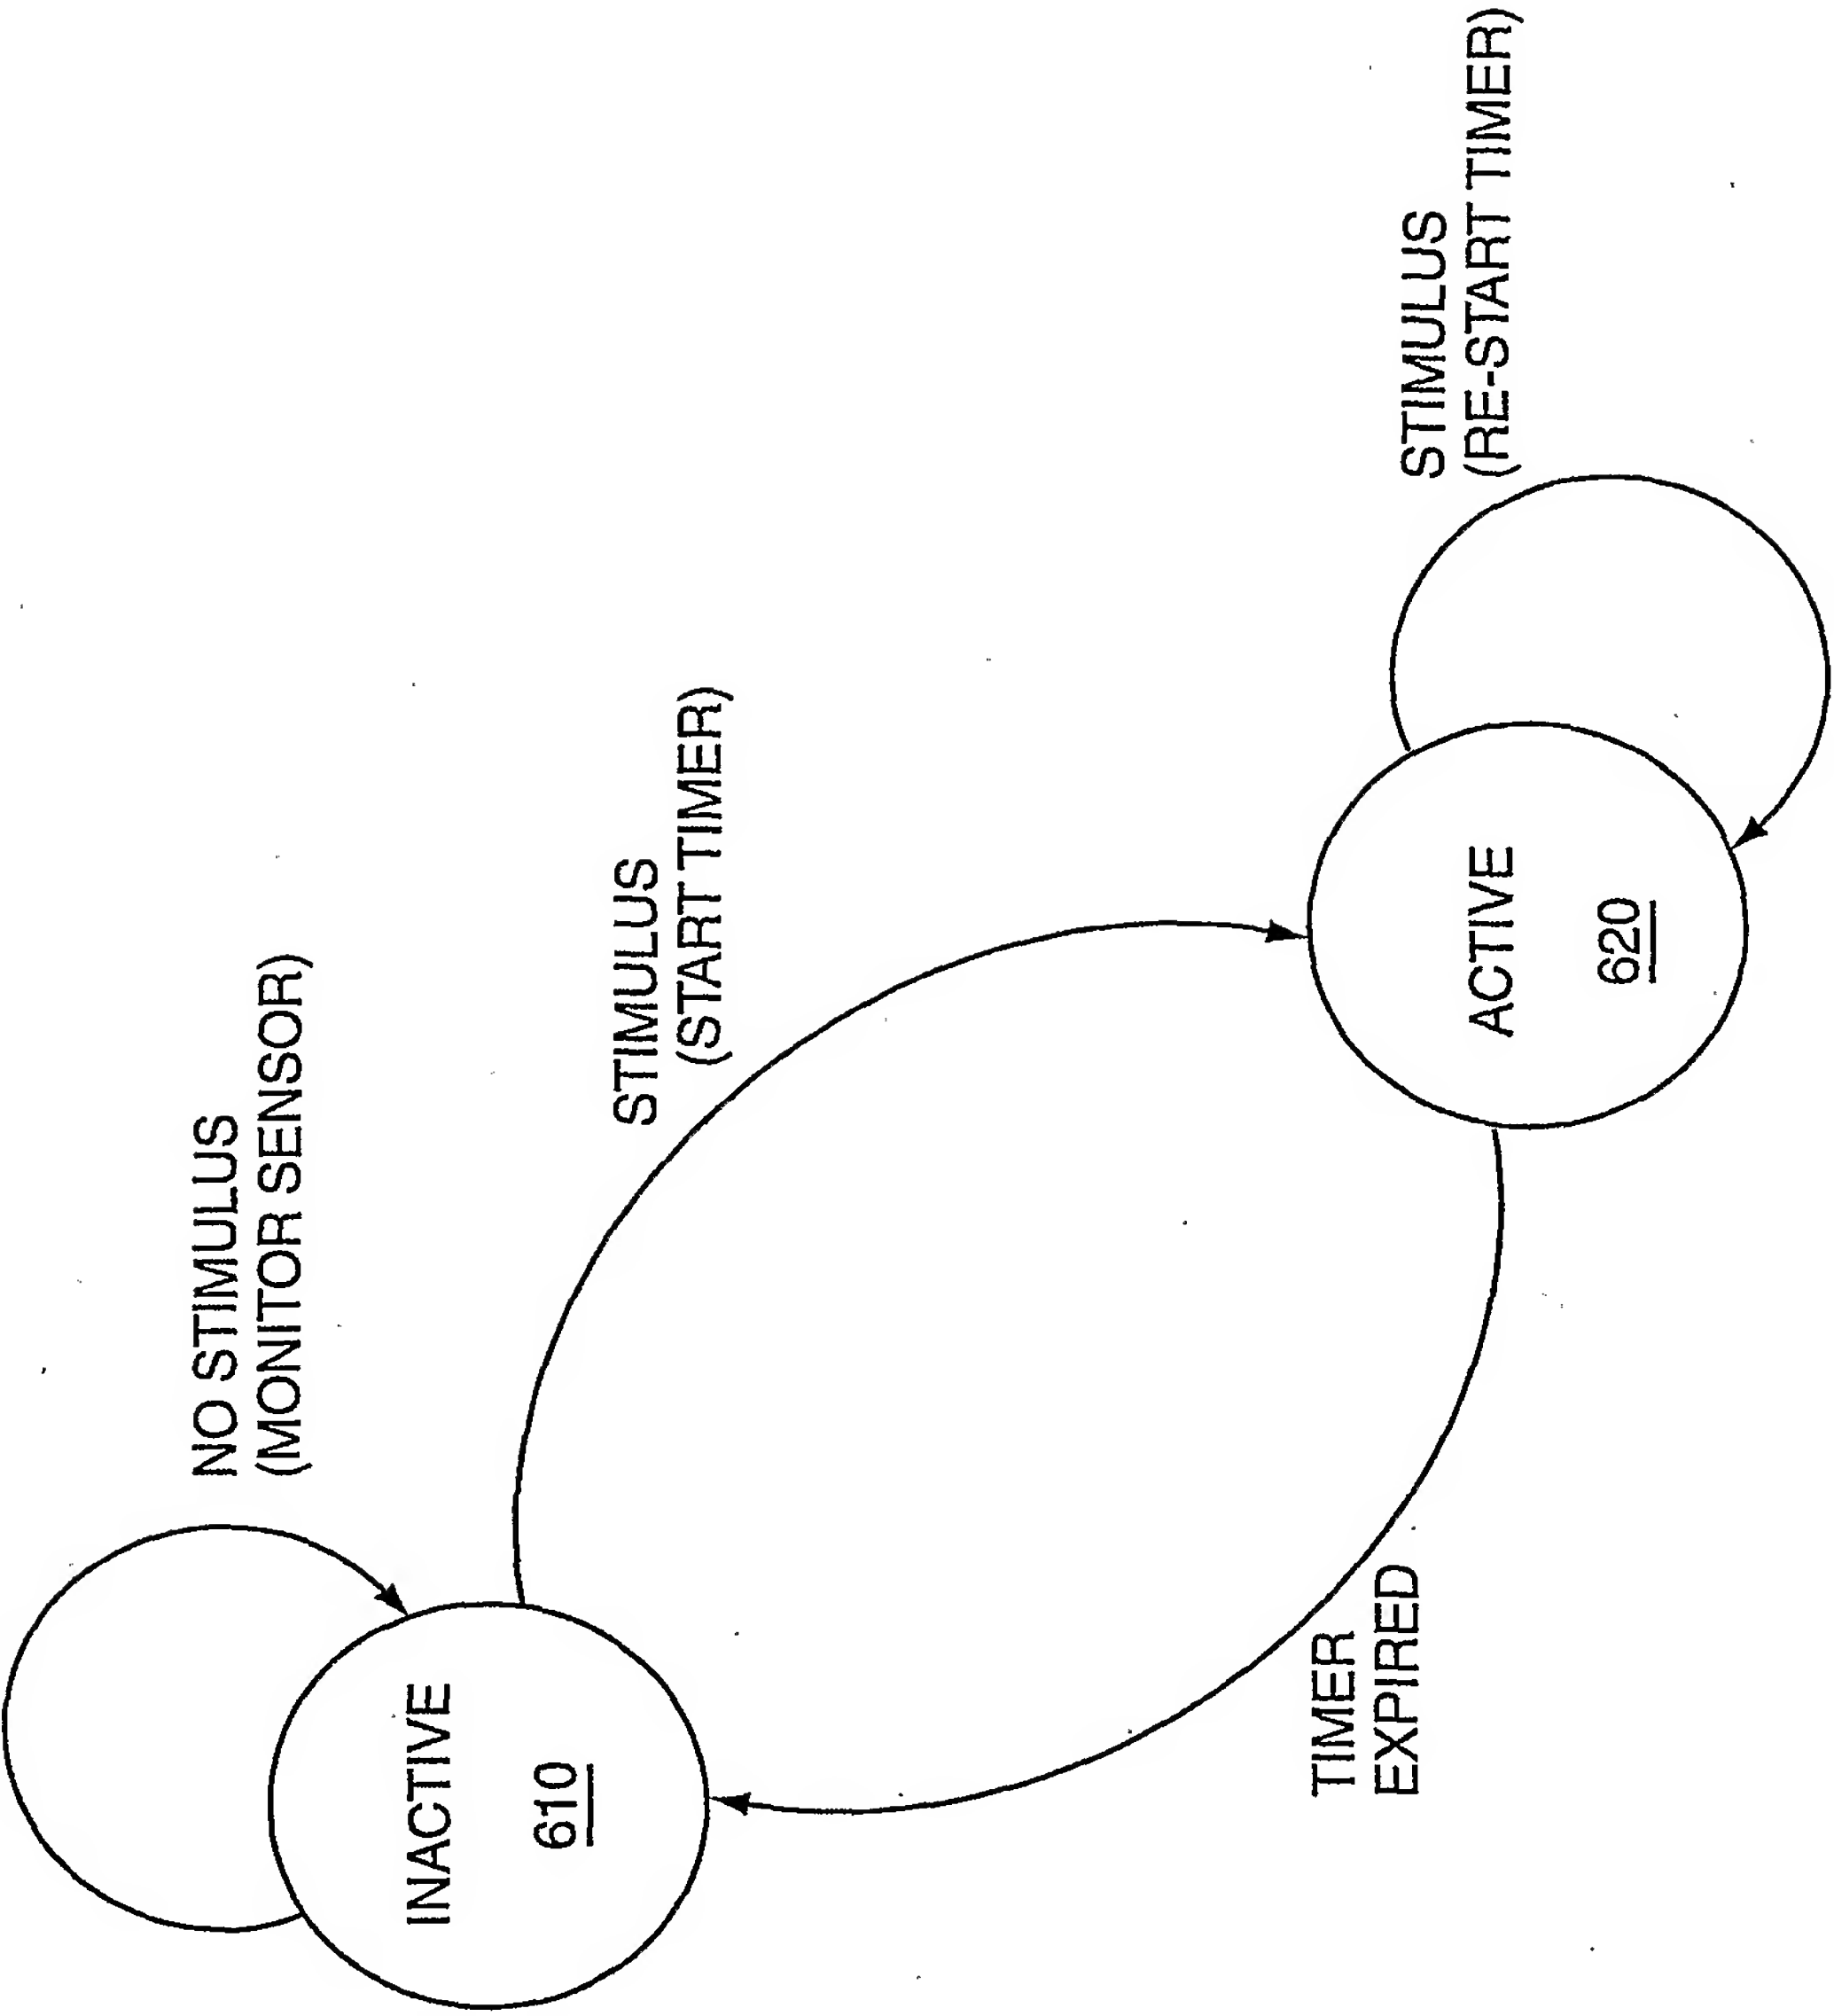 NO STIMULUS
(MONITOR SENSOR)
INACTIVE
610
STIMULUS
(START TIMER)
TIMER
EXPIRED
ACTIVE
620
STIMULUS
(RE-START TIMER)